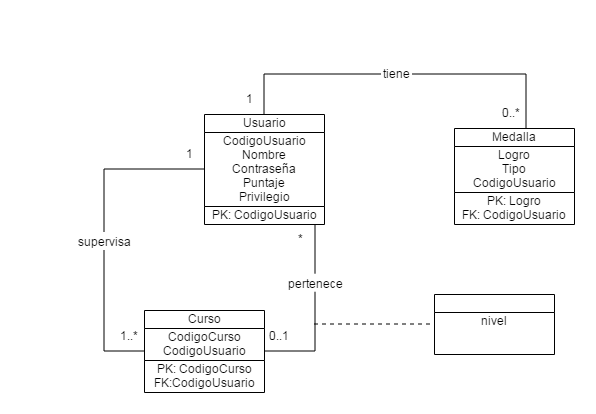 tiene
1
0..*
Usuario
CodigoUsuario
Nombre
Contraseña
Puntaje
Privilegio
PK: CodigoUsuario
Medalla
Logro
Tipo
CodigoUsuario
PK: Logro
FK: CodigoUsuario
1
*
supervisa
pertenece
1..*
0..1
Curso
CodigoCurso
CodigoUsuario
PK: CodigoCurso
FK:CodigoUsuario
nivel